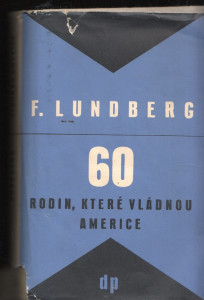 F. LUNDBERG
60
RODIN, KTERÉ VLÁDNOU
AMERICE
dp